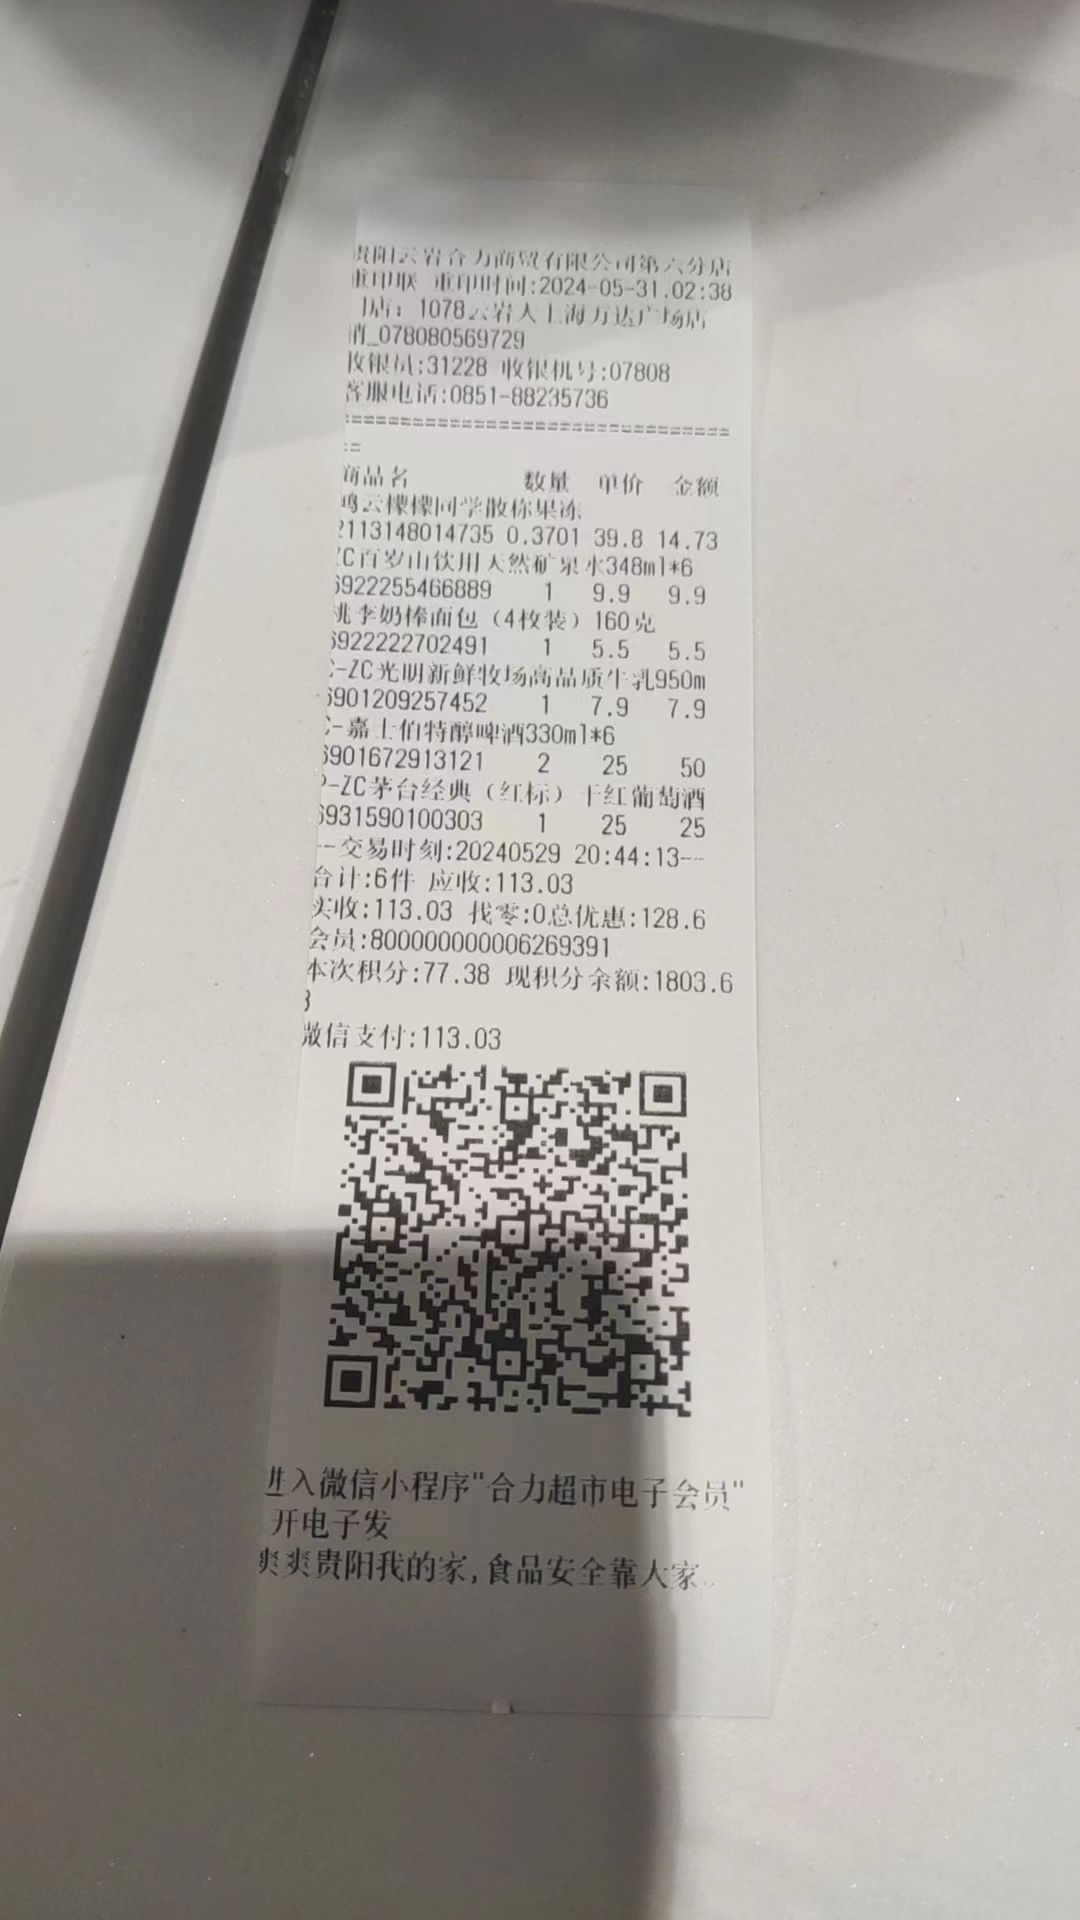 贵阳云岩合力商贸有限公司第六分店
重印联 重印时间:2024-05-31.02:38
门店: 1078云岩大上海万达广场店
销_078080569729
收银员:31228 收银机号:07808
客服电话:0851-88235736
==================================
==
商品名 数量 单价 金额
鸿云檬檬同学散称果冻
2113148014735 0.3701 39.8 14.73
ZC百岁山饮用天然矿泉水348ml*6
6922255466889 1 9.9 9.9
桃李奶棒面包（4枚装）160克
6922222702491 1 5.5 5.5
C-ZC光明新鲜牧场高品质牛乳950m
6901209257452 1 7.9 7.9
C-嘉士伯特醇啤酒330ml*6
6901672913121 2 25 50
P-ZC茅台经典（红标）干红葡萄酒
6931590100303 1 25 25
--交易时刻:20240529 20:44:13--
合计:6件 应收:113.03
实收:113.03 找零:0总优惠:128.6
会员:8000000000006269391
本次积分:77.38 现积分余额:1803.6
8
微信支付:113.03
进入微信小程序"合力超市电子会员"
开电子发
爽爽贵阳我的家,食品安全靠大家..